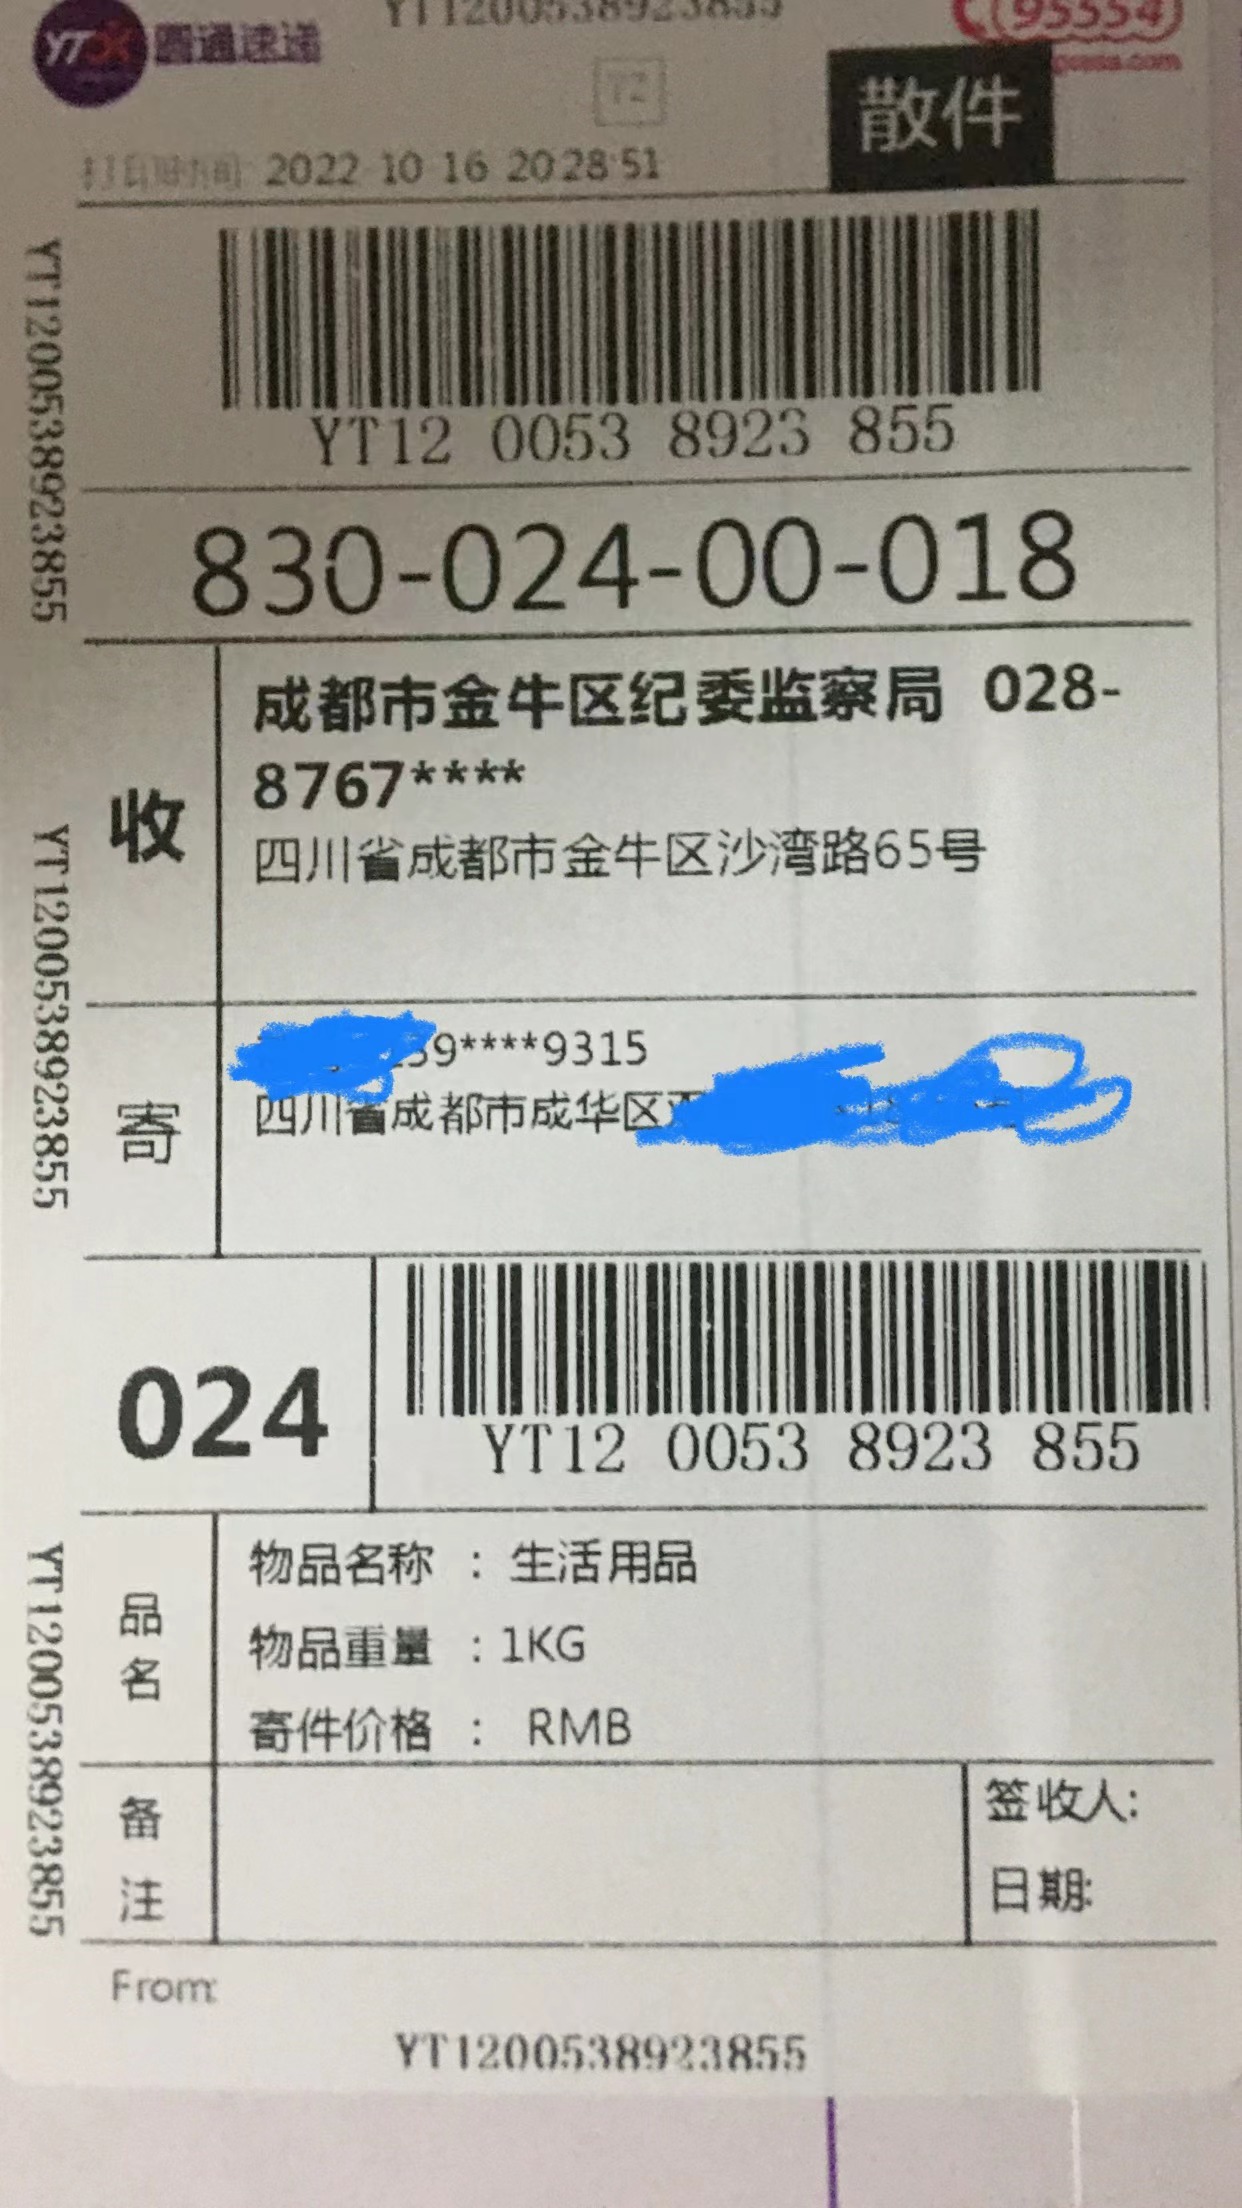 YT1200538923855
95554
圆通速递
散件
打印时间: 2022 10 16 20:28:51
YT12 0053 8923 855
830-024-00-018
收
成都市金牛区纪委监察局 028-
8767****
四川省成都市金牛区沙湾路65号
寄
39****9315
四川省成都市成华区
024
YT12 0053 8923 855
品名
物品名称 : 生活用品
物品重量 : 1KG
寄件价格 : RMB
备注
签收人:
日期:
From:
YT1200538923855
YT1200538923855
YT1200538923855
YT1200538923855